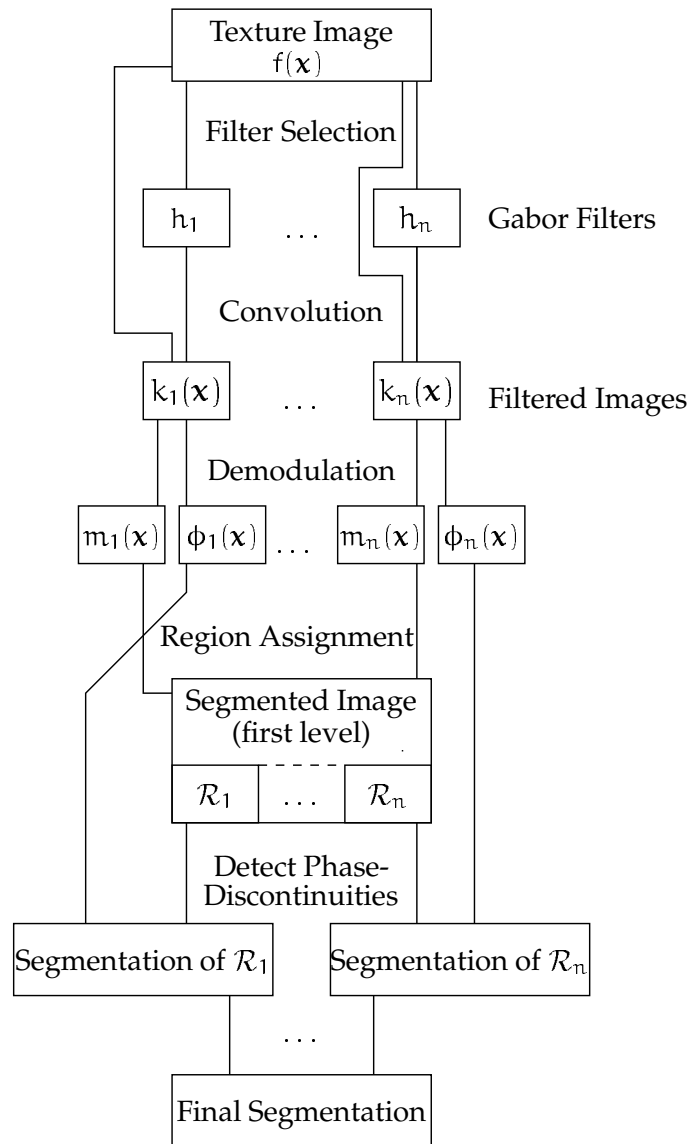 Texture Image
f(x)
Filter Selection
h₁ . . . hₙ Gabor Filters
Convolution
k₁(x) . . . kₙ(x) Filtered Images
Demodulation
m₁(x) ϕ₁(x) . . . mₙ(x) ϕₙ(x)
Region Assignment
Segmented Image
(first level)
ℛ₁ . . . ℛₙ
Detect Phase-
Discontinuities
Segmentation of ℛ₁ Segmentation of ℛₙ
. . .
Final Segmentation